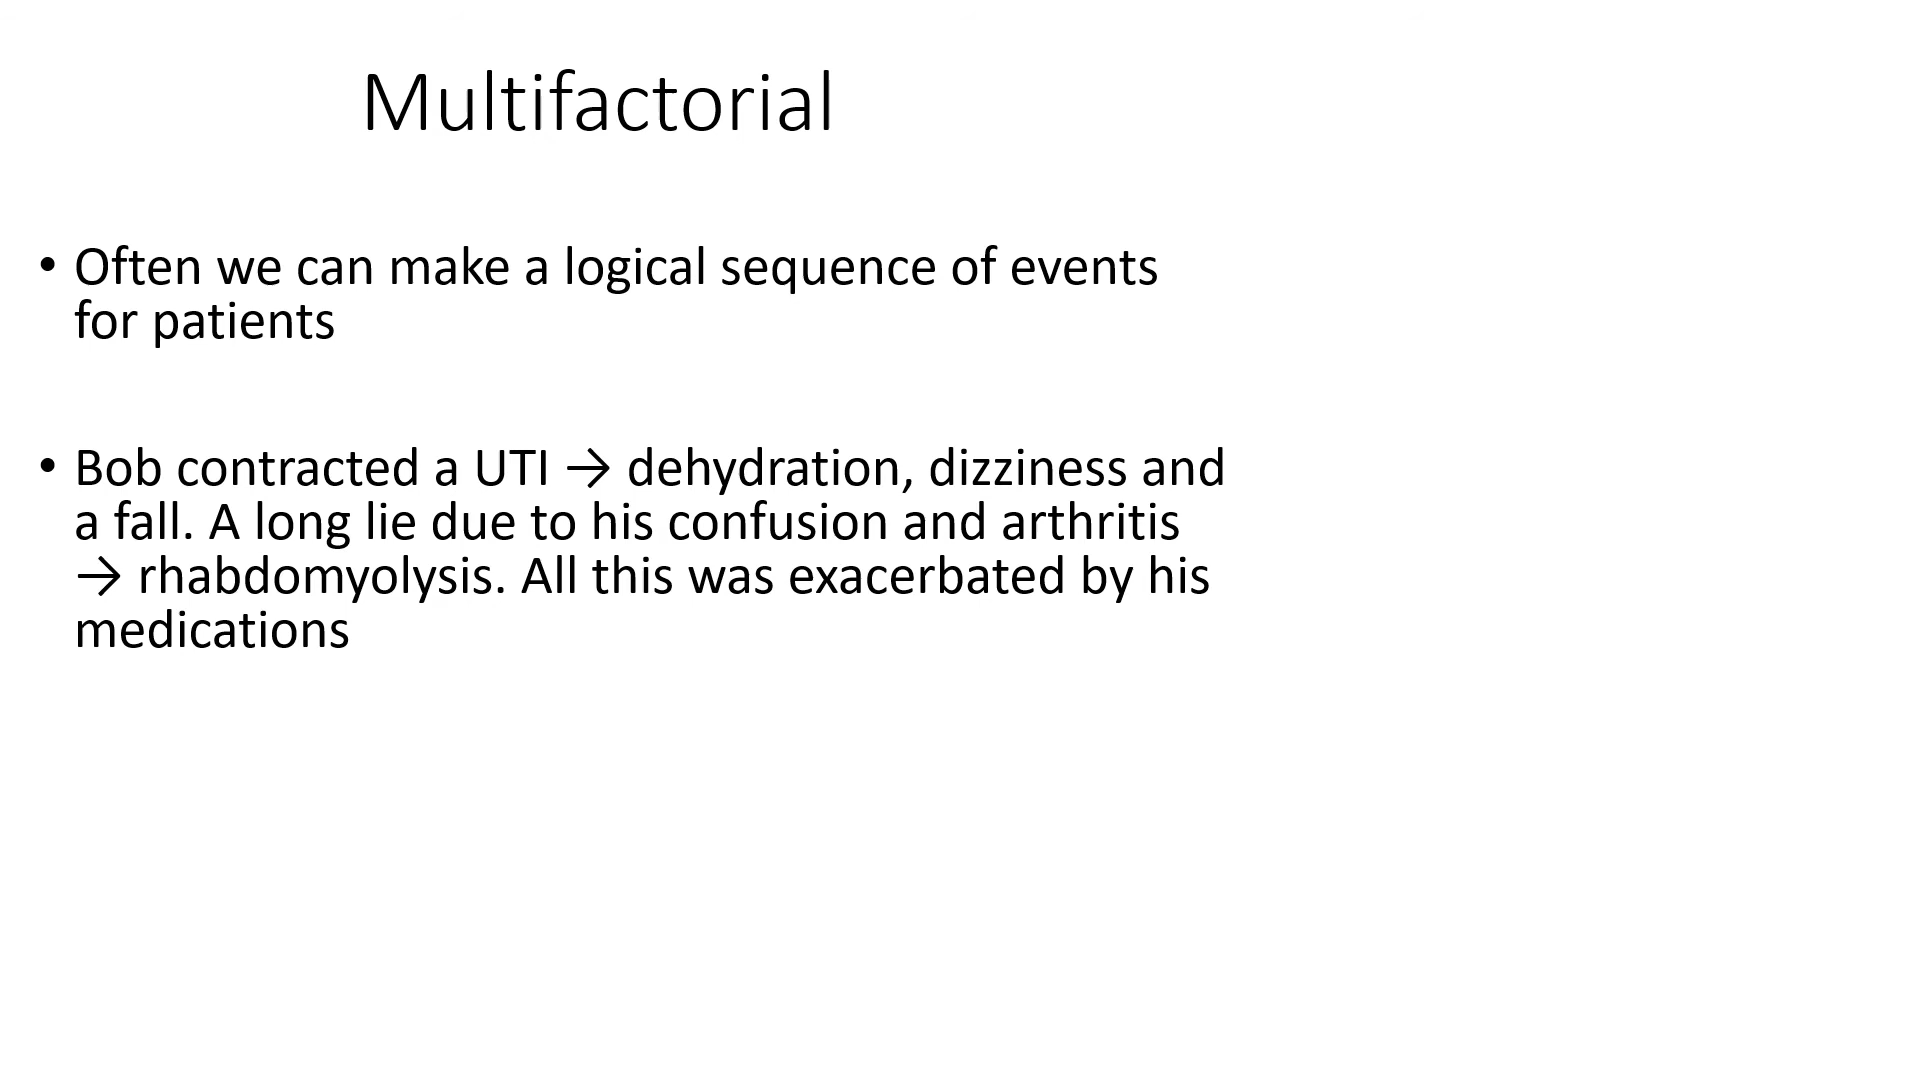 Multifactorial
• Often we can make a logical sequence of events
for patients
• Bob contracted a UTI → dehydration, dizziness and
a fall. A long lie due to his confusion and arthritis
→ rhabdomyolysis. All this was exacerbated by his
medications